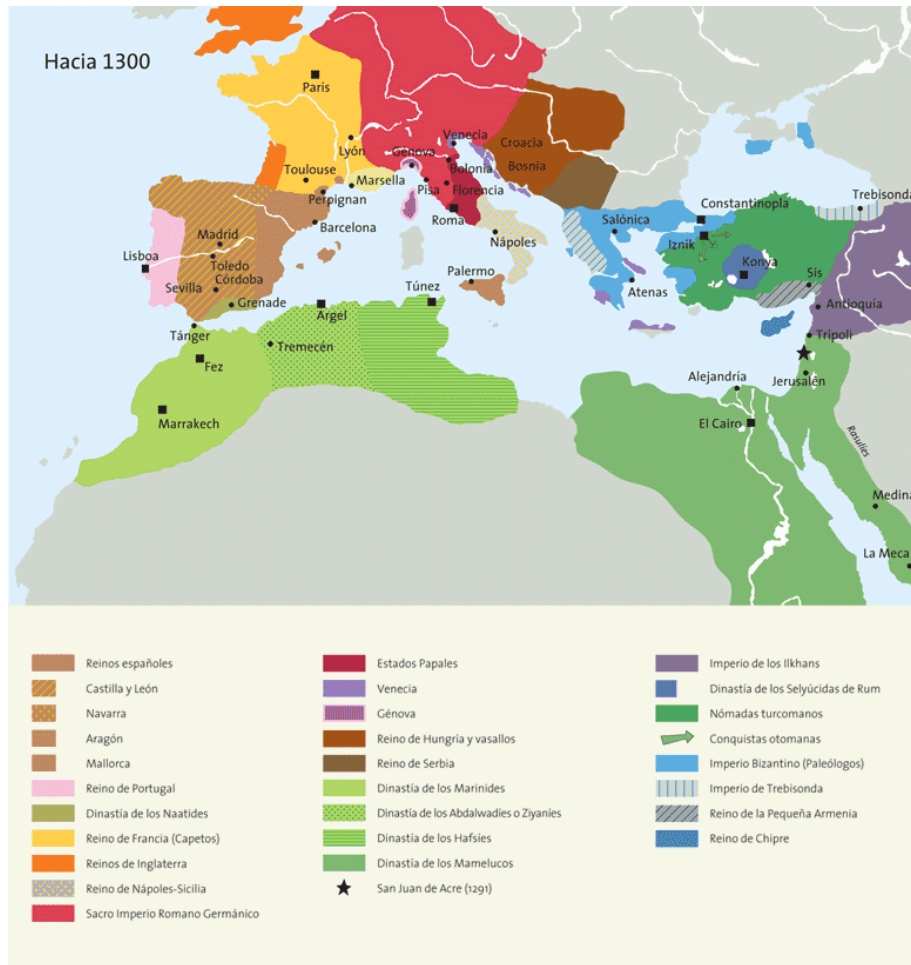 Hacia 1300
Paris
Lyón
Venecia
Croacia
Génova
Bolonia
Bosnia
Toulouse
Marsella
Pisa
Florencia
Perpignan
Constantinopla
Trebisonda
Roma
Salónica
Barcelona
Madrid
Nápoles
Iznik
Lisboa
Toledo
Konya
Córdoba
Palermo
Sis
Sevilla
Túnez
Atenas
Antioquía
Grenade
Argel
Tánger
Trípoli
Tremecén
Fez
Alejandría
Jerusalén
Marrakech
El Cairo
Rasulíes
Medina
La Meca
Reinos españoles
Castilla y León
Navarra
Aragón
Mallorca
Reino de Portugal
Dinastía de los Naatides
Reino de Francia (Capetos)
Reinos de Inglaterra
Reino de Nápoles-Sicilia
Sacro Imperio Romano Germánico
Estados Papales
Venecia
Génova
Reino de Hungría y vasallos
Reino de Serbia
Dinastía de los Marinides
Dinastía de los Abdalwadíes o Ziyanies
Dinastía de los Hafsíes
Dinastía de los Mamelucos
San Juan de Acre (1291)
Imperio de los Ilkhans
Dinastía de los Selyúcidas de Rum
Nómadas turcomanos
Conquistas otomanas
Imperio Bizantino (Paleólogos)
Imperio de Trebisonda
Reino de la Pequeña Armenia
Reino de Chipre